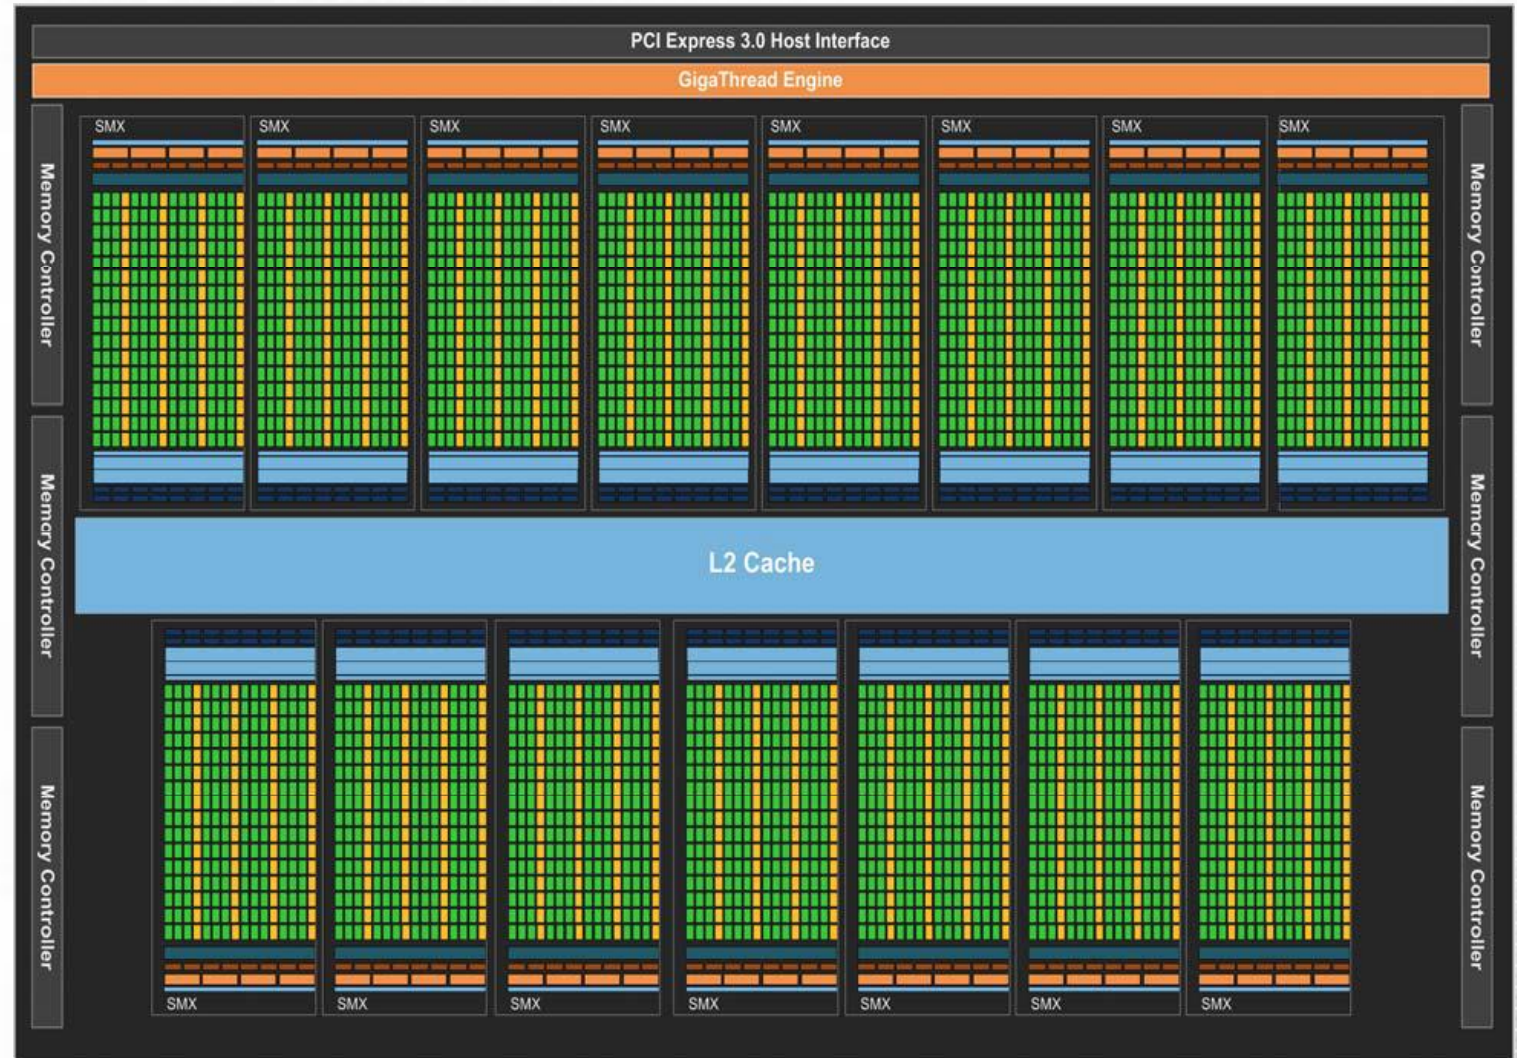 PCI Express 3.0 Host Interface
GigaThread Engine
Memory Controller
SMX
SMX
SMX
SMX
SMX
SMX
SMX
SMX
Memory Controller
Memory Controller
L2 Cache
Memory Controller
Memory Controller
SMX
SMX
SMX
SMX
SMX
SMX
SMX
Memory Controller